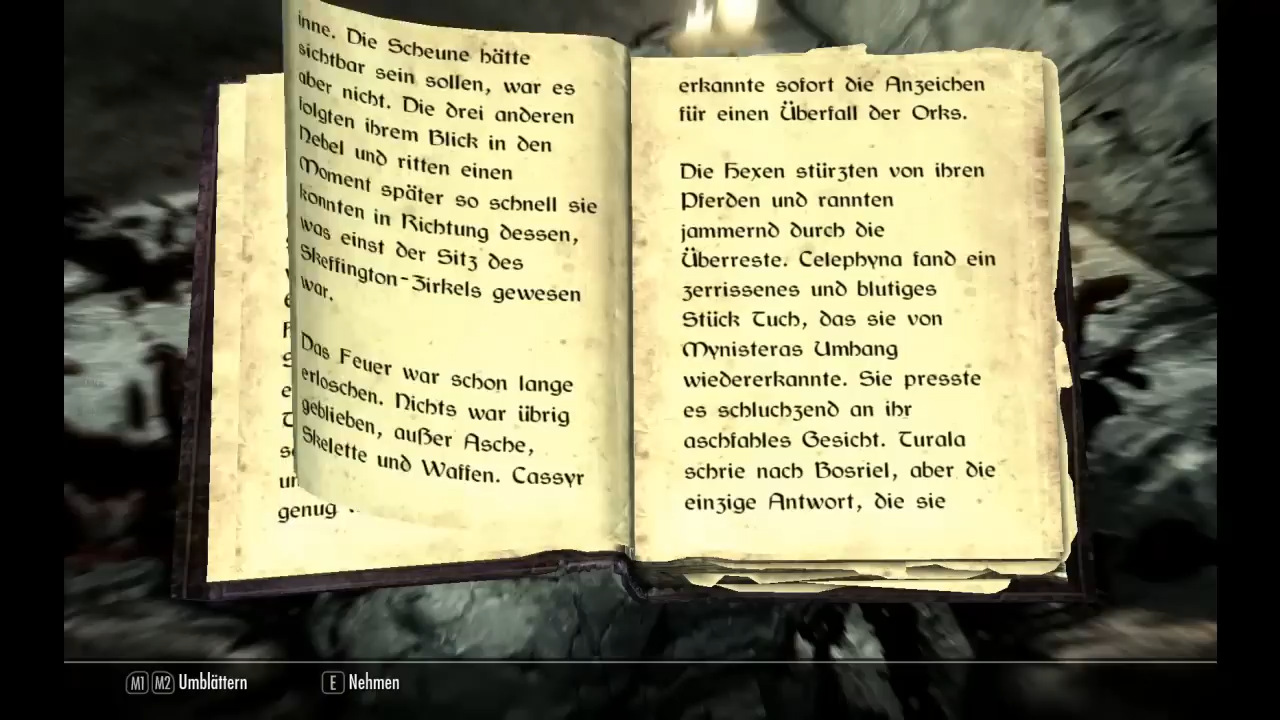 inne. Die Scheune hätte
sichtbar sein sollen, war es
aber nicht. Die drei anderen
folgten ihrem Blick in den
Nebel und ritten einen
Moment später so schnell sie
konnten in Richtung dessen,
was einst der Sitz des
Skeffington-Zirkels gewesen
war.
Das Feuer war schon lange
erloschen. Nichts war übrig
geblieben, außer Asche,
Skelette und Waffen. Cassyr
genug
erkannte sofort die Anzeichen
für einen Überfall der Orks.
Die Hexen stürzten von ihren
Pferden und rannten
jammernd durch die
Überreste. Celephyna fand ein
zerrissenes und blutiges
Stück Tuch, das sie von
Mynisteras Umhang
wiedererkannte. Sie presste
es schluchzend an ihr
aschfahles Gesicht. Turala
schrie nach Bosriel, aber die
einzige Antwort, die sie
M1 M2 Umblättern
E Nehmen